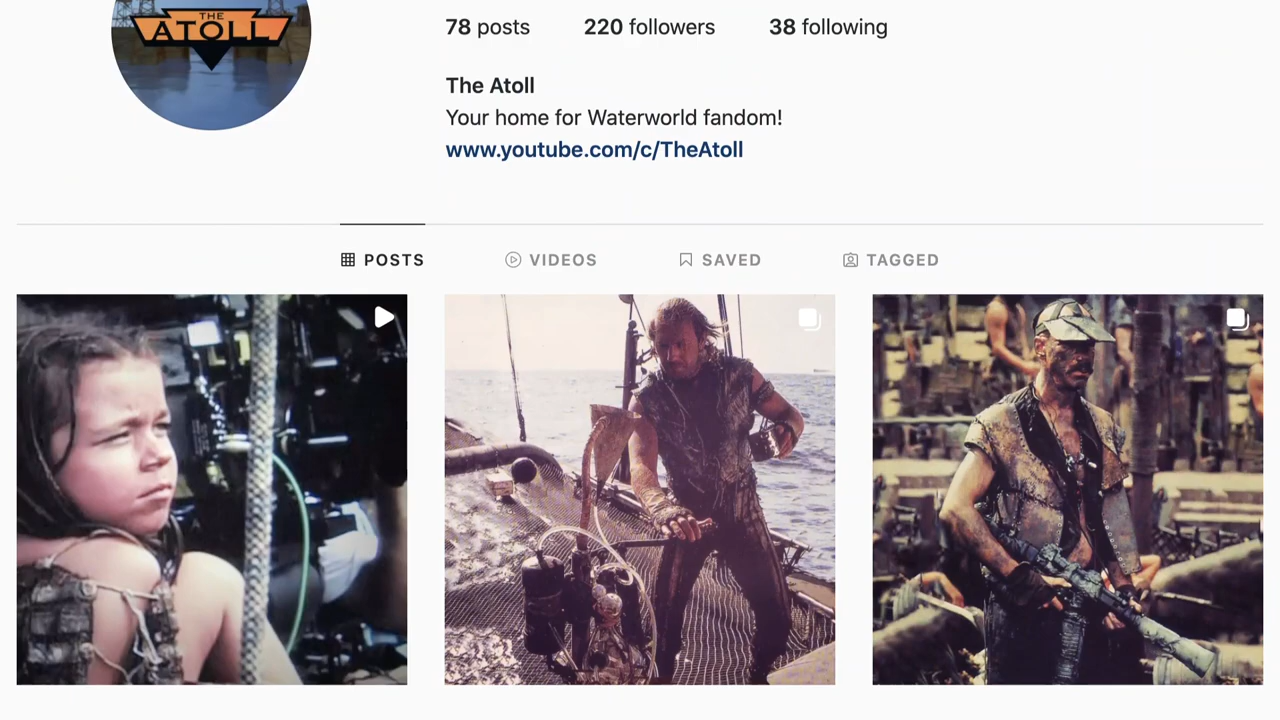 THE
ATOLL
78 posts 220 followers 38 following
The Atoll
Your home for Waterworld fandom!
www.youtube.com/c/TheAtoll
POSTS VIDEOS SAVED TAGGED